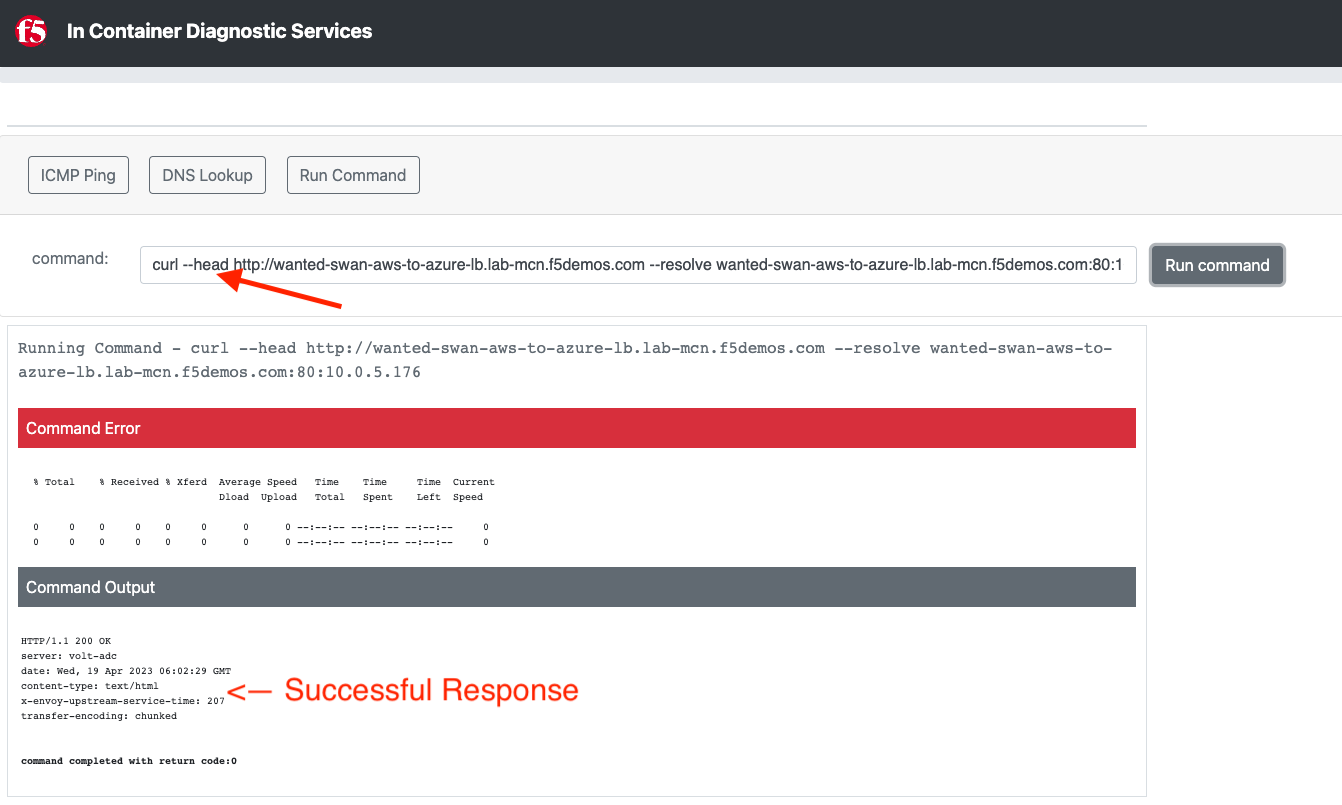 f5 In Container Diagnostic Services
ICMP Ping DNS Lookup Run Command
command: curl --head http://wanted-swan-aws-to-azure-lb.lab-mcn.f5demos.com --resolve wanted-swan-aws-to-azure-lb.lab-mcn.f5demos.com:80:1 Run command
Running Command - curl --head http://wanted-swan-aws-to-azure-lb.lab-mcn.f5demos.com --resolve wanted-swan-aws-to-
azure-lb.lab-mcn.f5demos.com:80:10.0.5.176
Command Error
% Total % Received % Xferd Average Speed Time Time Time Current
Dload Upload Total Spent Left Speed
0 0 0 0 0 0 0 0 --:--:-- --:--:-- --:--:-- 0
0 0 0 0 0 0 0 0 --:--:-- --:--:-- --:--:-- 0
Command Output
HTTP/1.1 200 OK
server: volt-adc
date: Wed, 19 Apr 2023 06:02:29 GMT
content-type: text/html
x-envoy-upstream-service-time: 207 <— Successful Response
transfer-encoding: chunked
command completed with return code:0